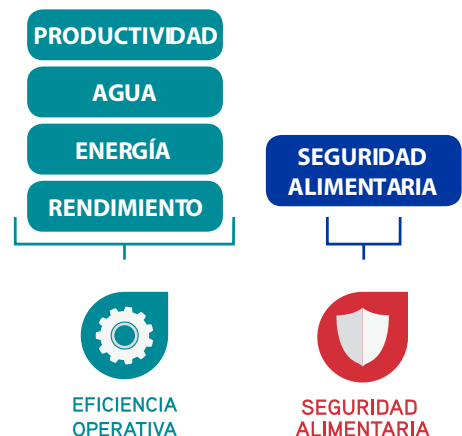 PRODUCTIVIDAD
AGUA
ENERGÍA
RENDIMIENTO
SEGURIDAD
ALIMENTARIA
EFICIENCIA
OPERATIVA
SEGURIDAD
ALIMENTARIA